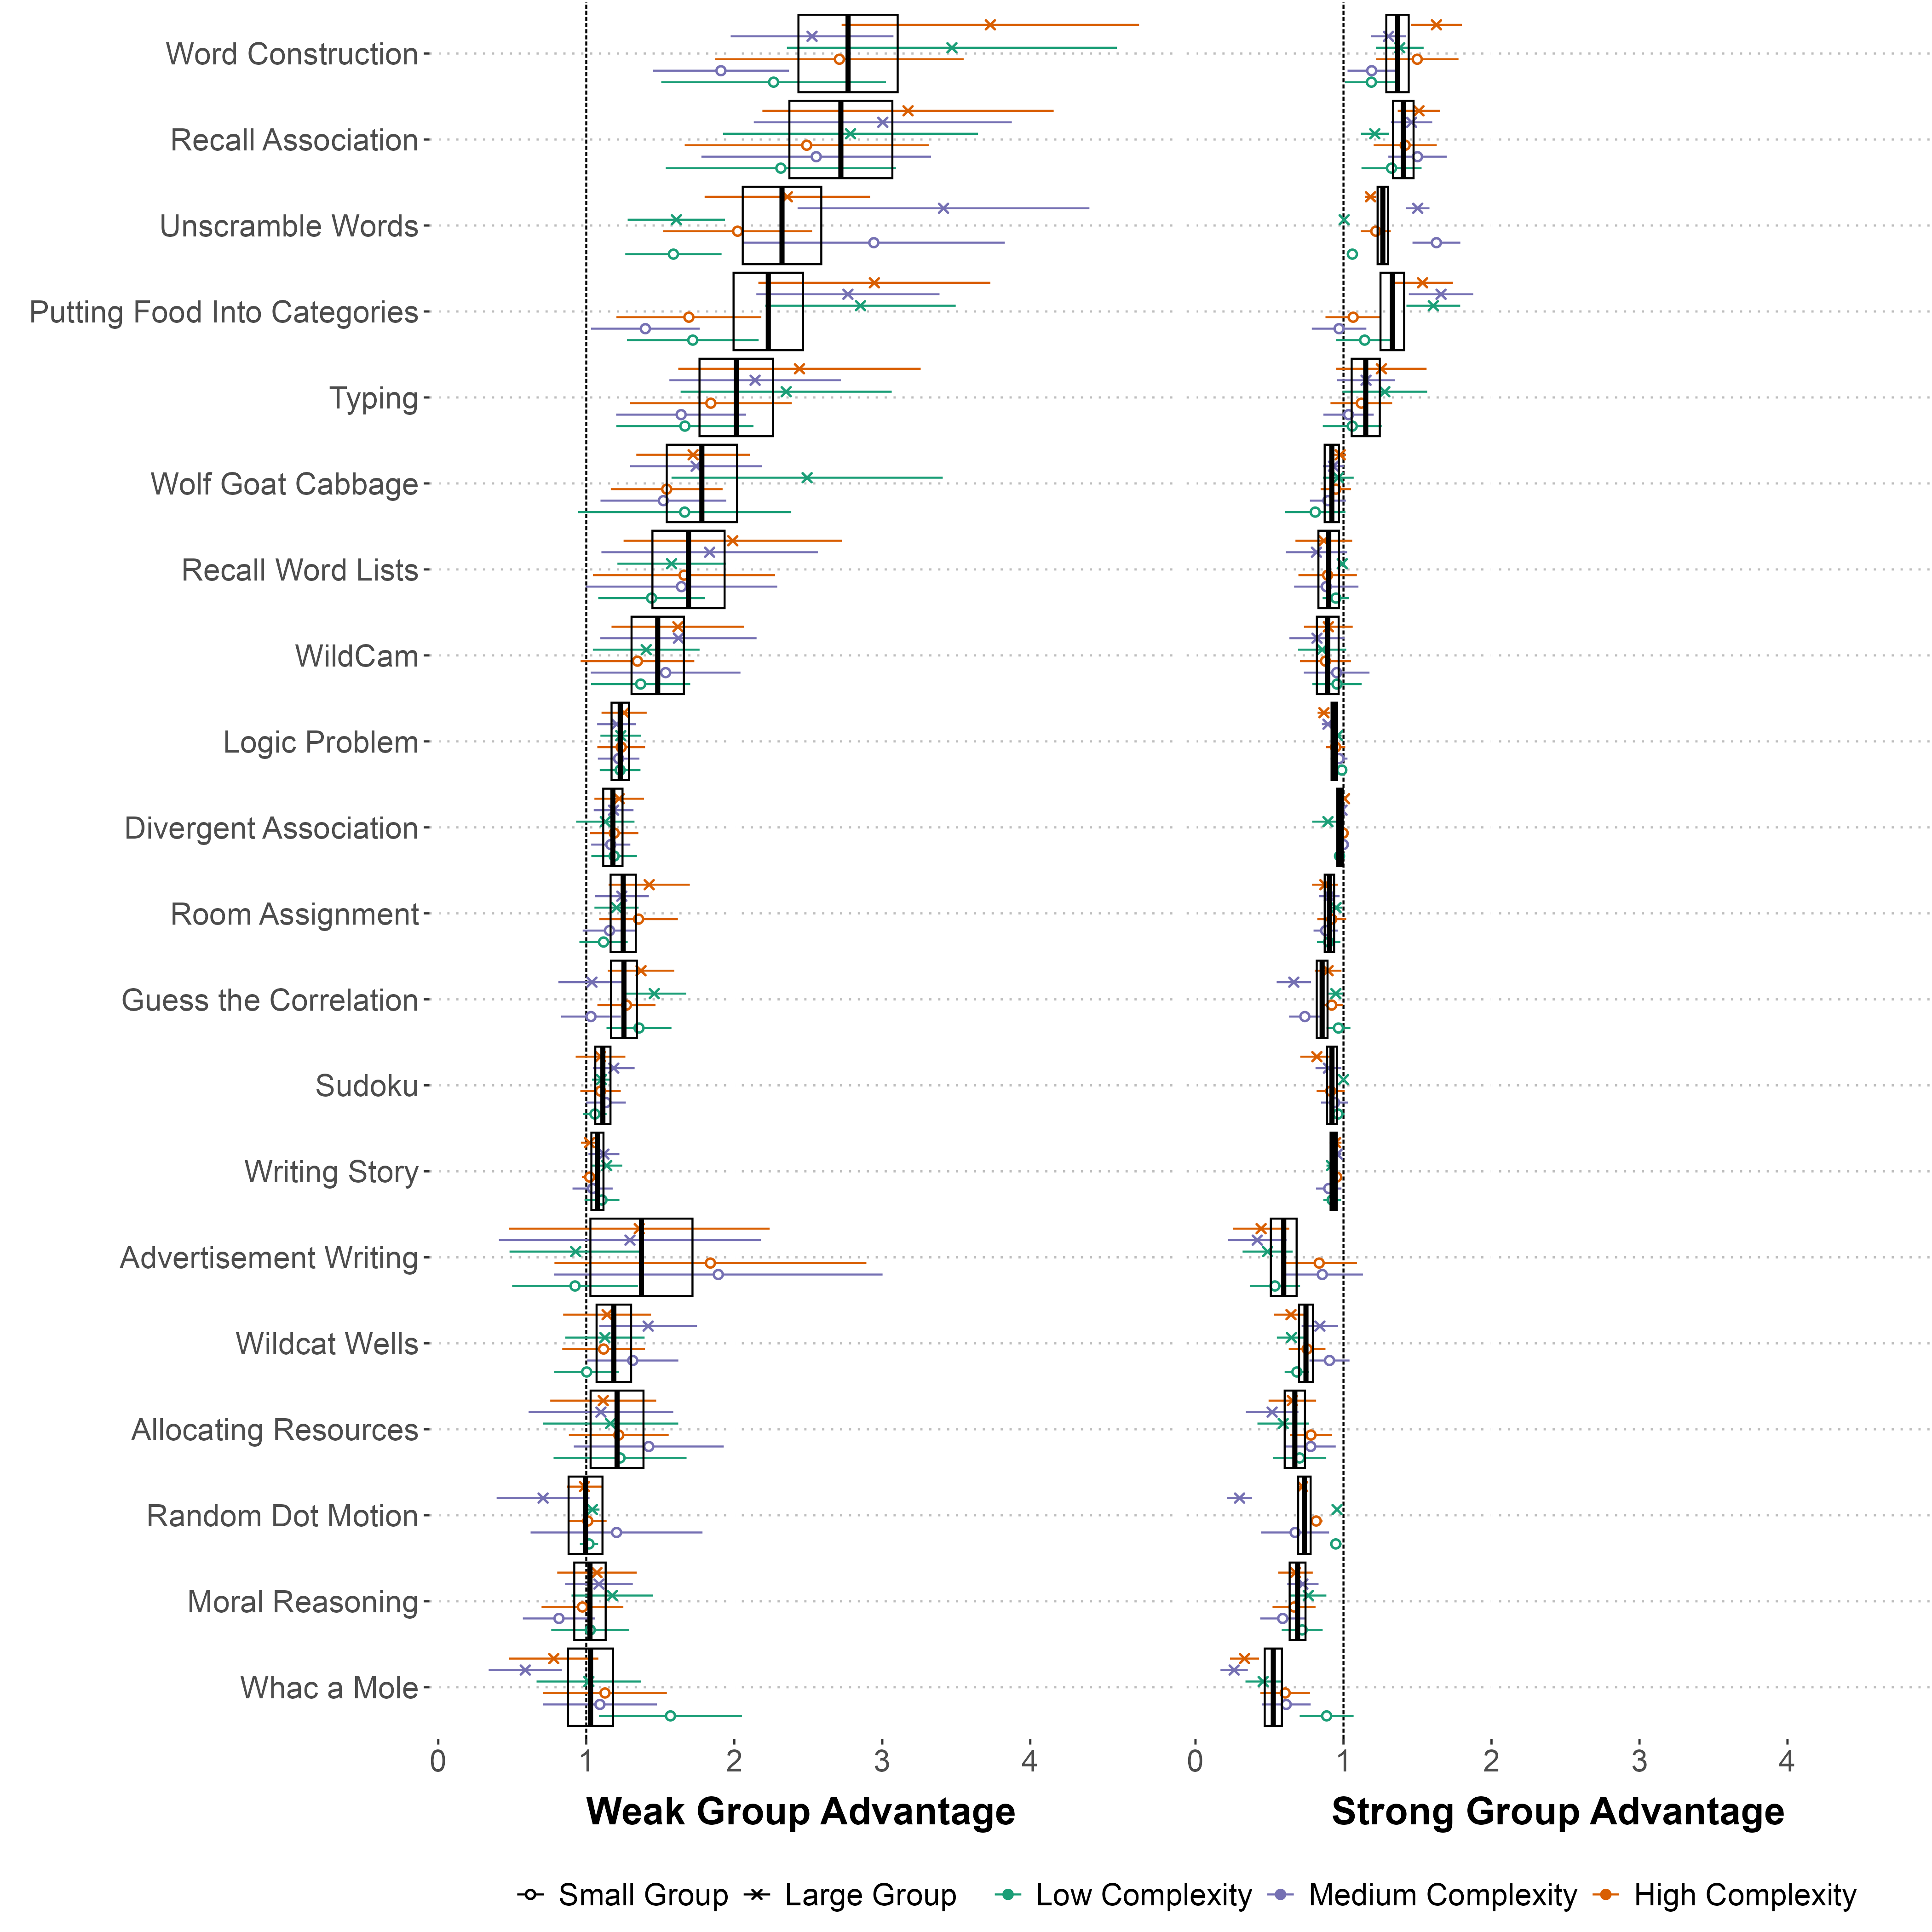 Word Construction
Recall Association
Unscramble Words
Putting Food Into Categories
Typing
Wolf Goat Cabbage
Recall Word Lists
WildCam
Logic Problem
Divergent Association
Room Assignment
Guess the Correlation
Sudoku
Writing Story
Advertisement Writing
Wildcat Wells
Allocating Resources
Random Dot Motion
Moral Reasoning
Whac a Mole
0 1 2 3 4 0 1 2 3 4
Weak Group Advantage Strong Group Advantage
Small Group Large Group Low Complexity Medium Complexity High Complexity